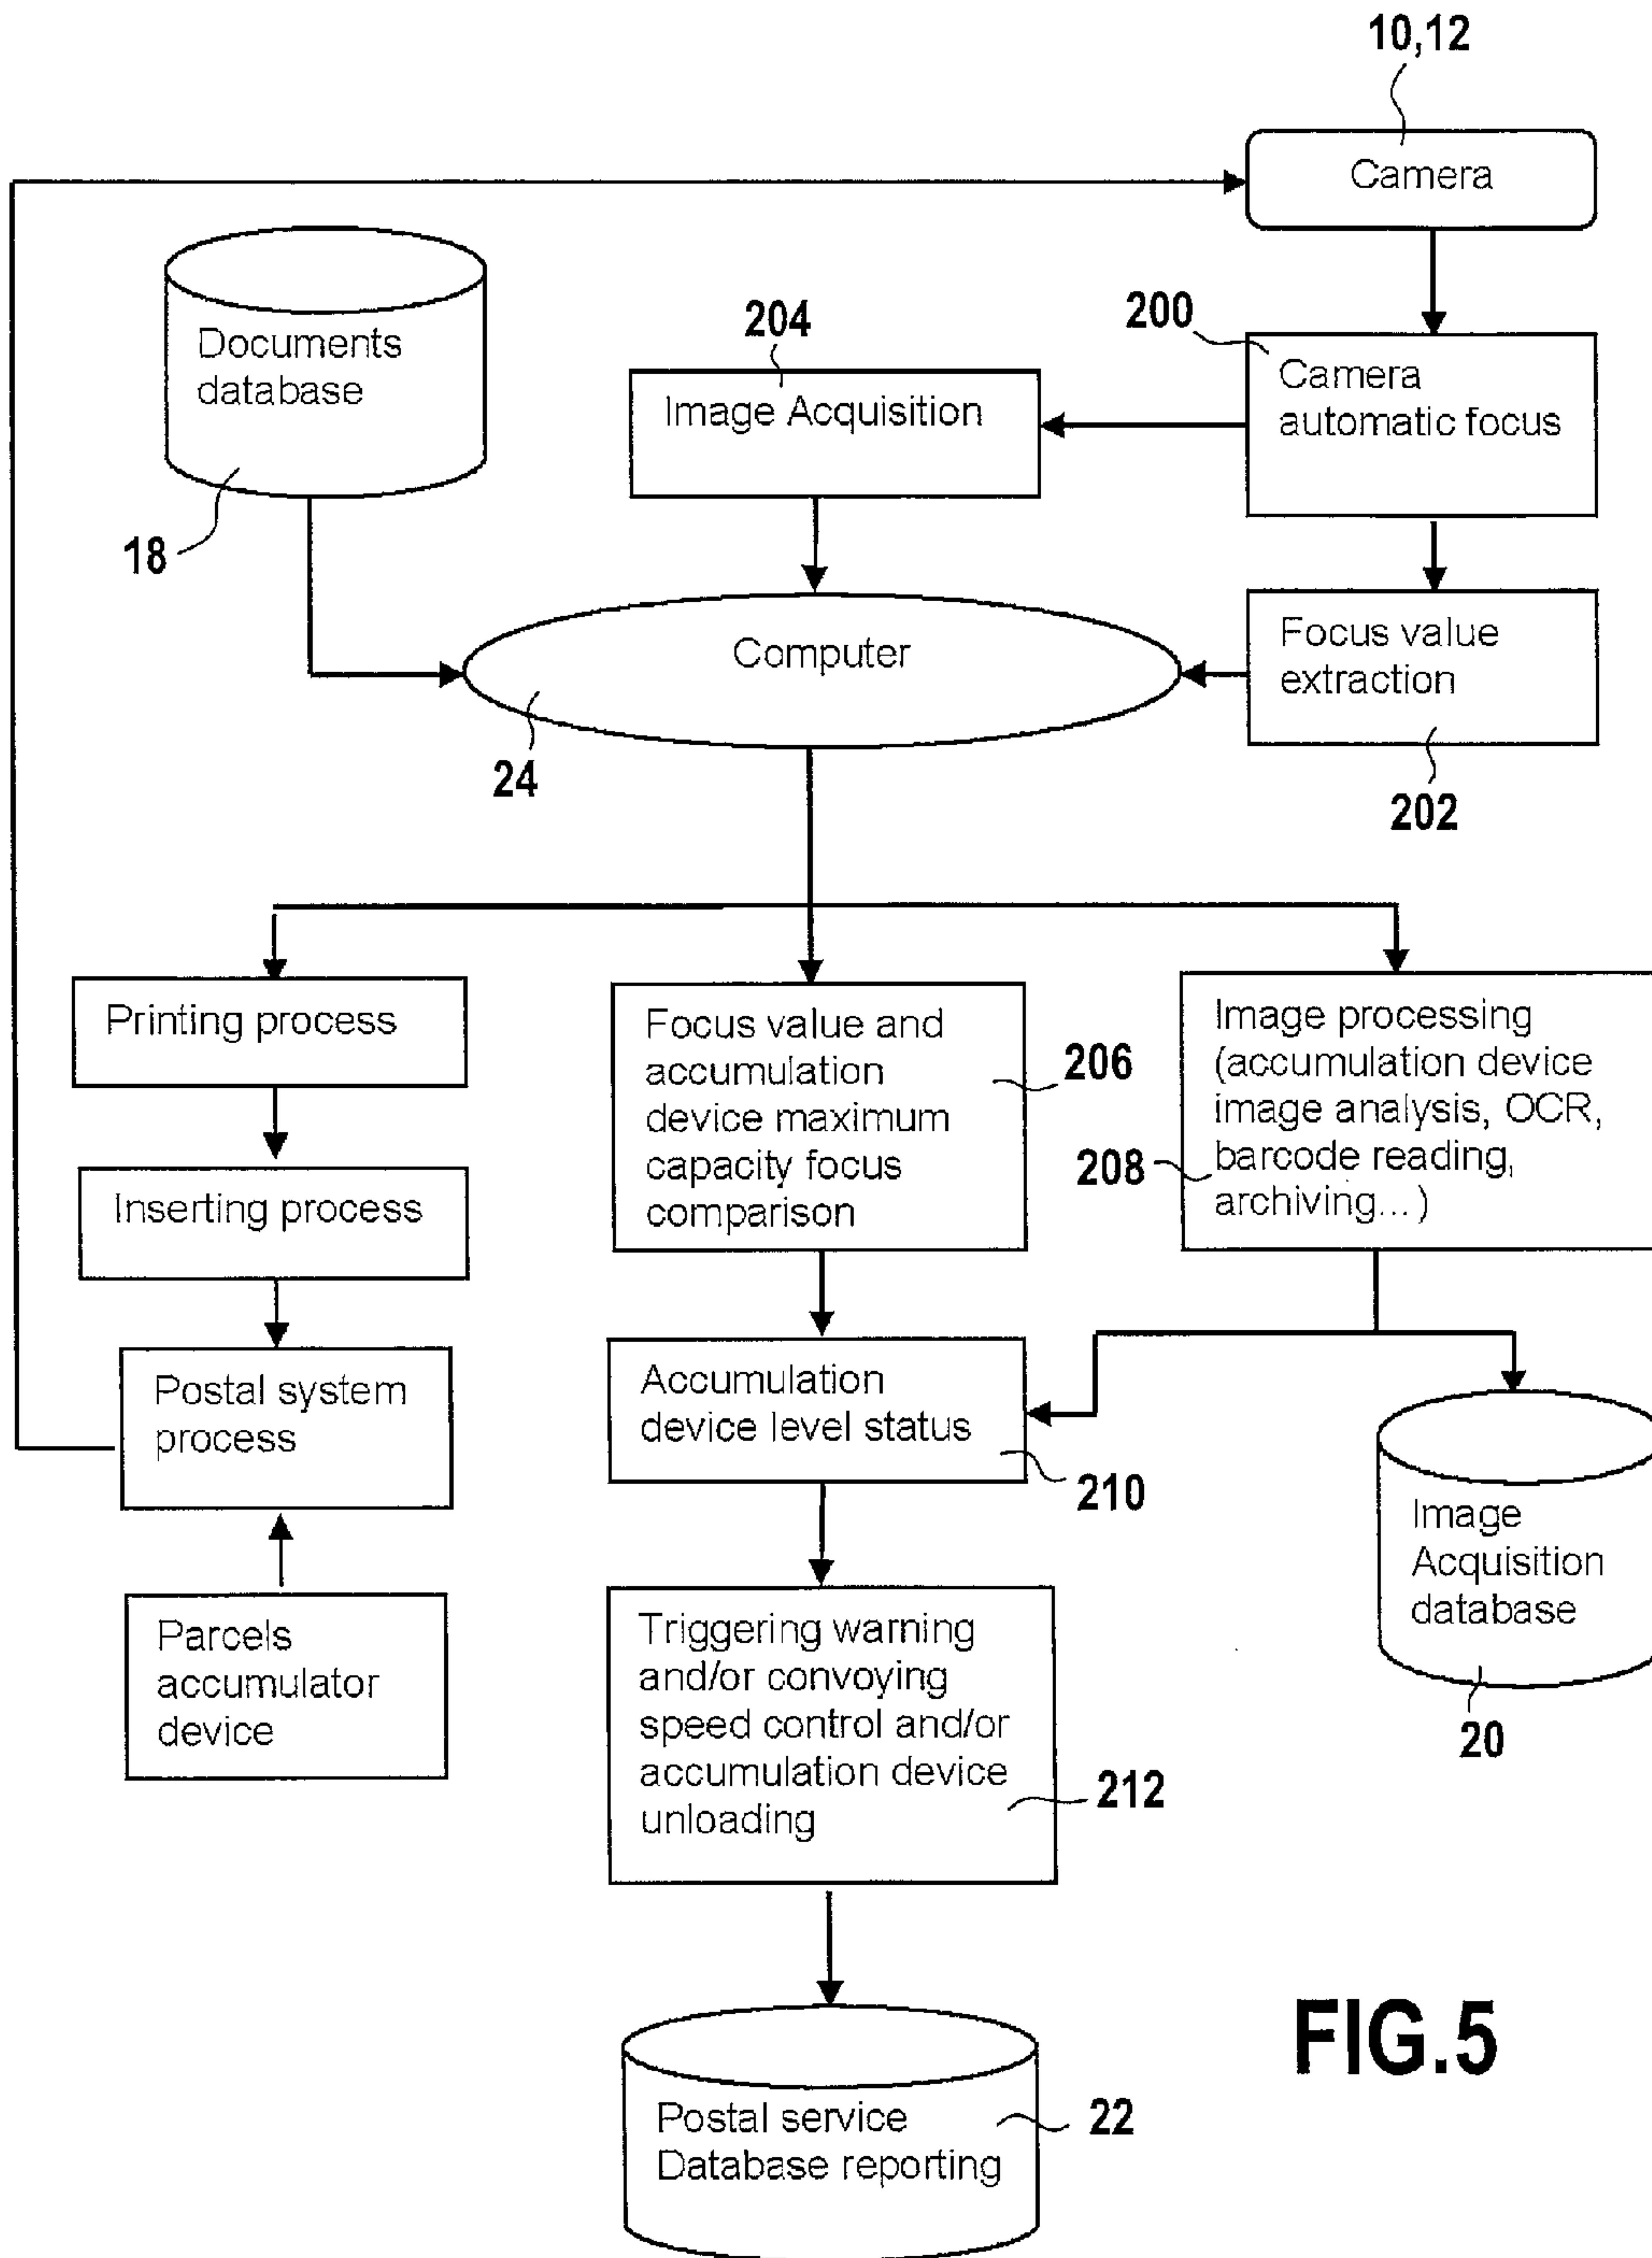 10,12
Camera
Documents
database
18
204
Image Acquisition
200
Camera
automatic focus
Computer
24
Focus value
extraction
202
Printing process
Inserting process
Postal system
process
Parcels
accumulator
device
Focus value and
accumulation
device maximum
capacity focus
comparison
206
Image processing
(accumulation device
image analysis, OCR,
barcode reading,
archiving...)
208
Accumulation
device level status
210
Image
Acquisition
database
20
Triggering warning
and/or convoying
speed control and/or
accumulation device
unloading
212
Postal service
Database reporting
22
FIG.5